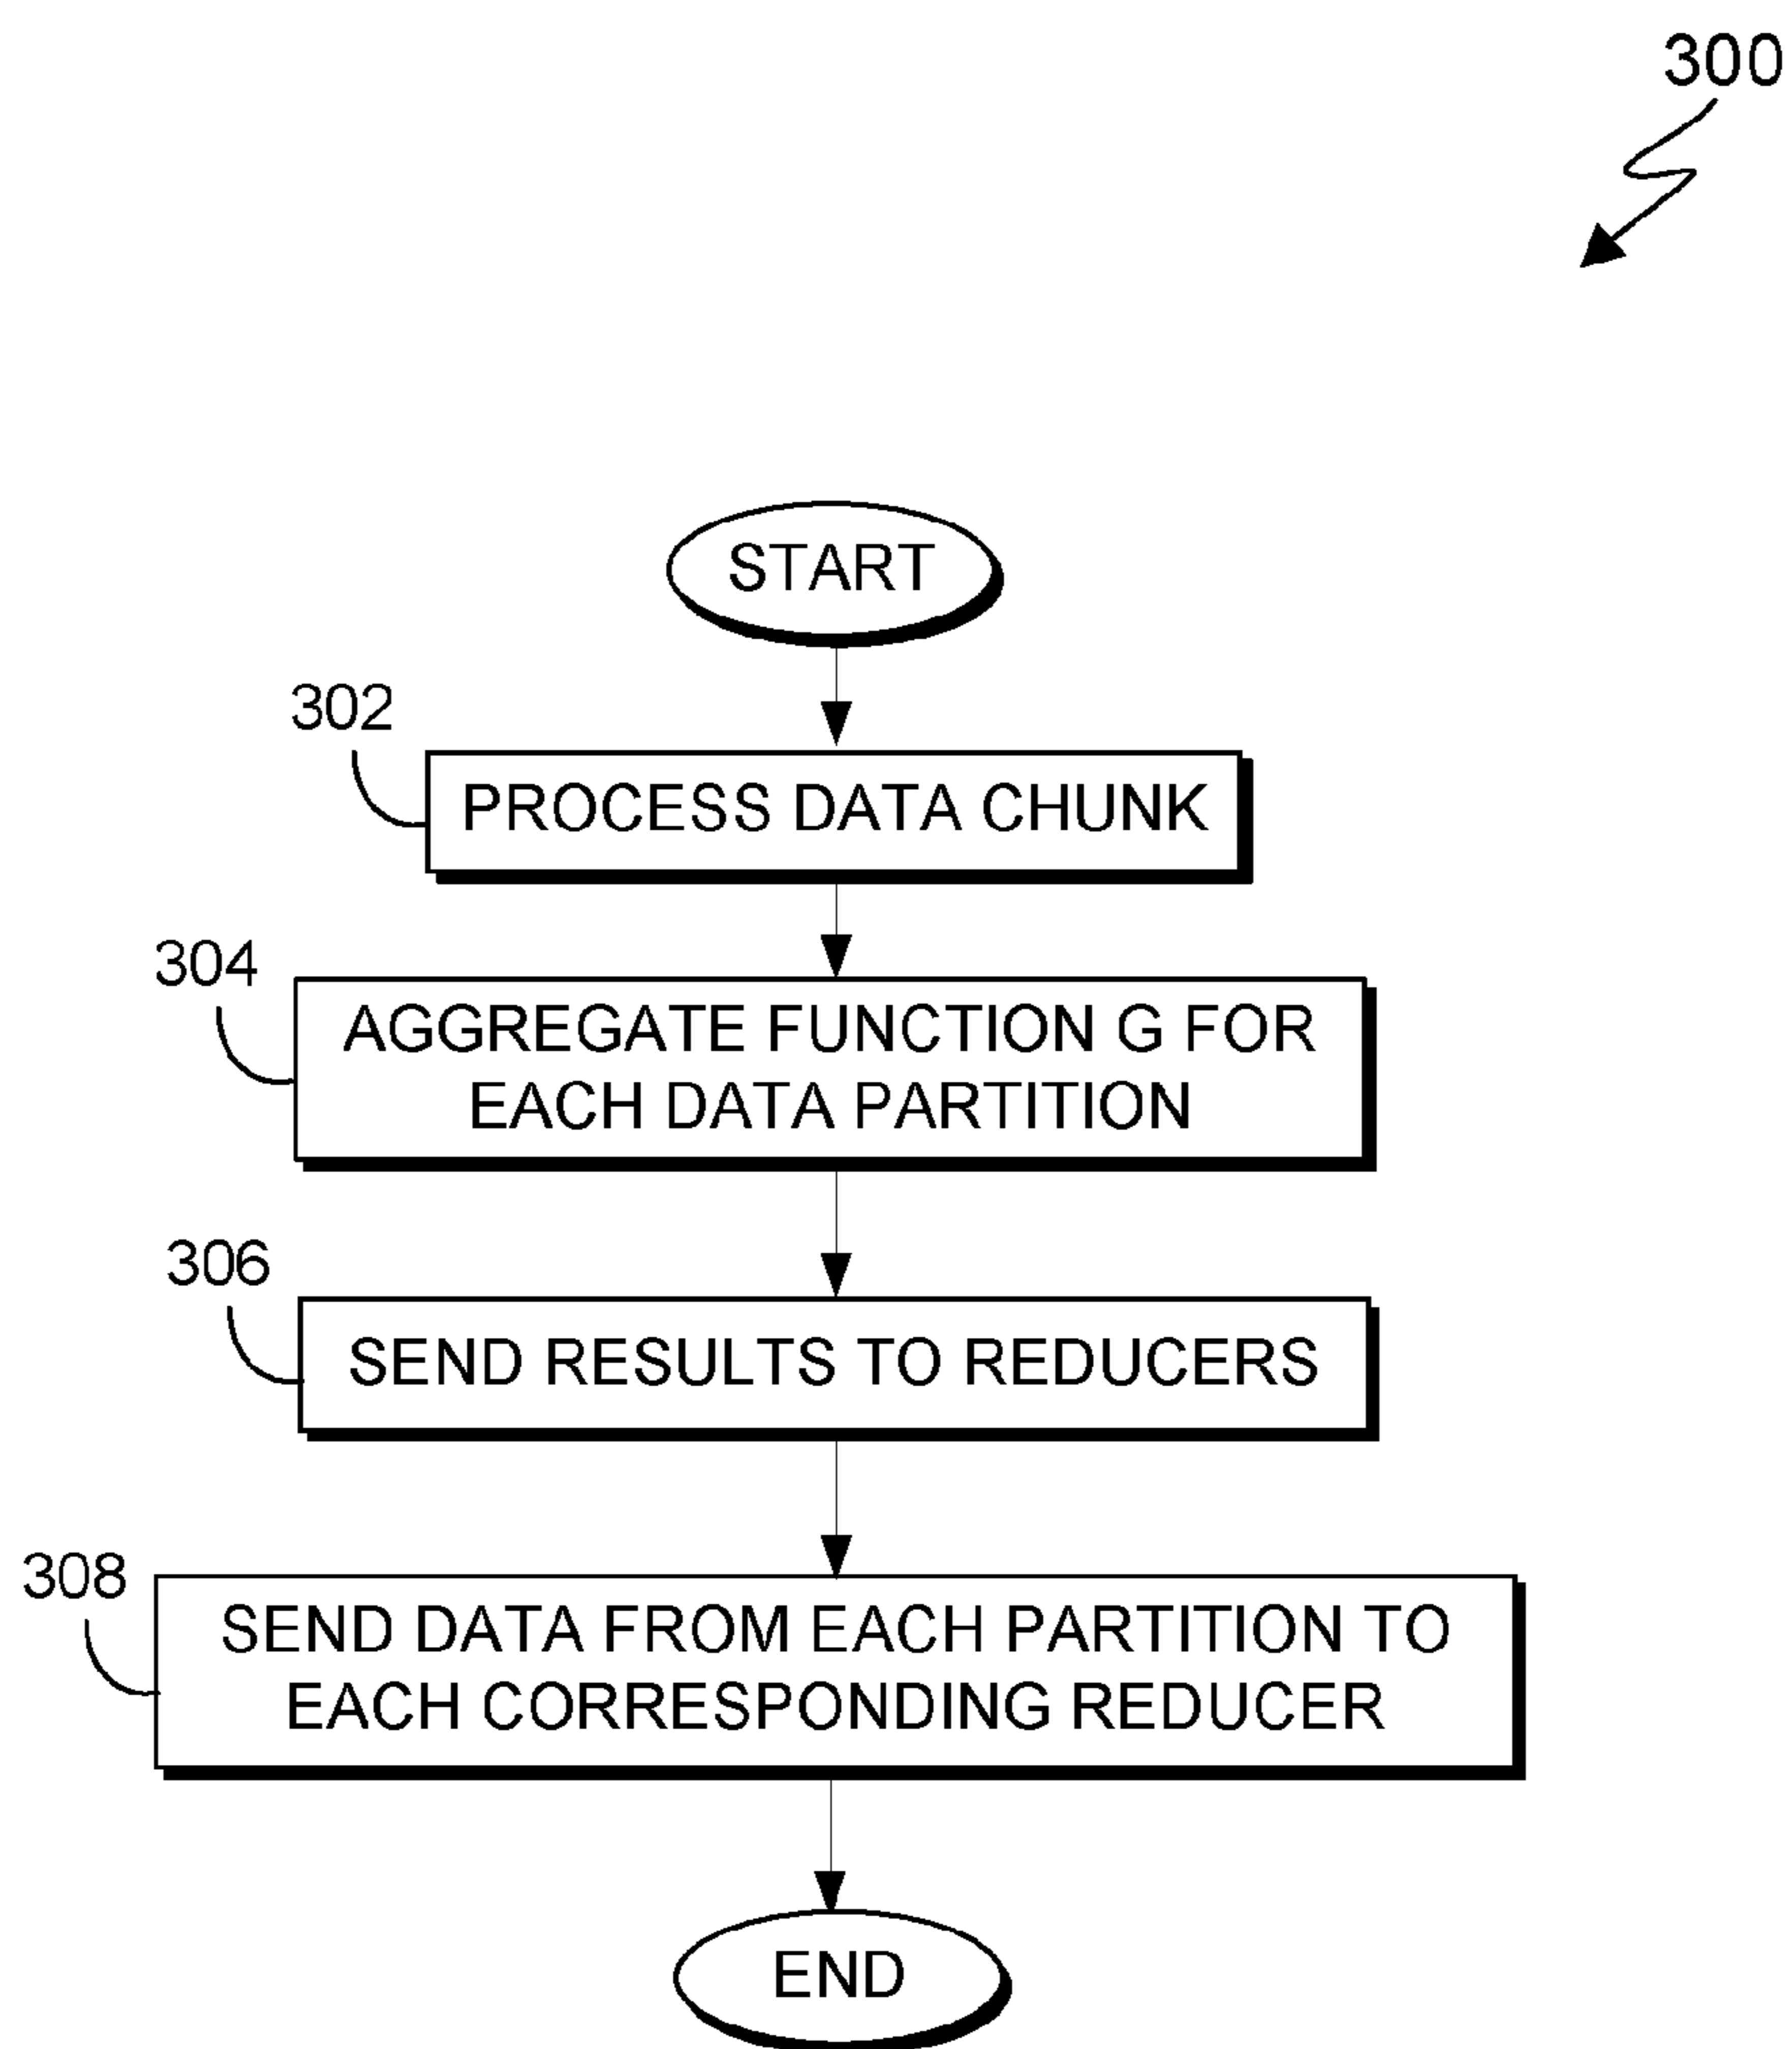 300
START
302
PROCESS DATA CHUNK
304
AGGREGATE FUNCTION G FOR
EACH DATA PARTITION
306
SEND RESULTS TO REDUCERS
308
SEND DATA FROM EACH PARTITION TO
EACH CORRESPONDING REDUCER
END